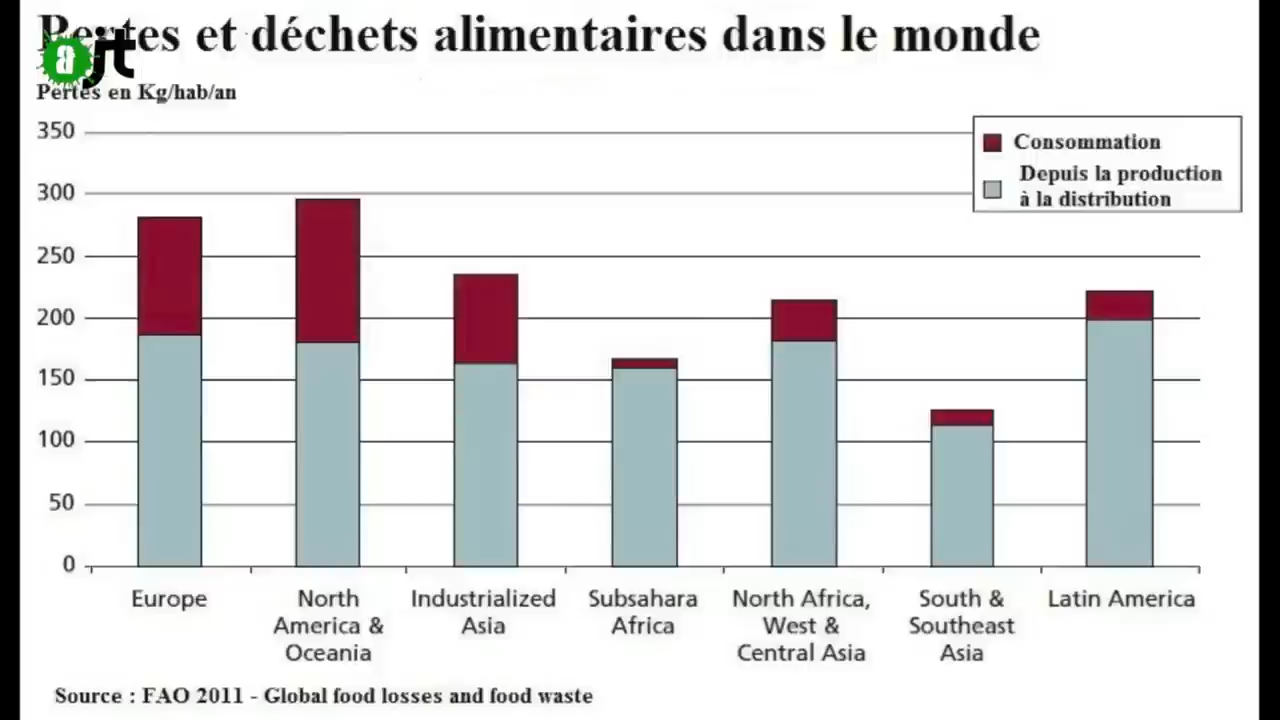 Pertes et déchets alimentaires dans le monde
jt
Pertes en Kg/hab/an
350
300
250
200
150
100
50
0
Consommation
Depuis la production
à la distribution
Europe
North
America &
Oceania
Industrialized
Asia
Subsahara
Africa
North Africa,
West &
Central Asia
South &
Southeast
Asia
Latin America
Source : FAO 2011 - Global food losses and food waste